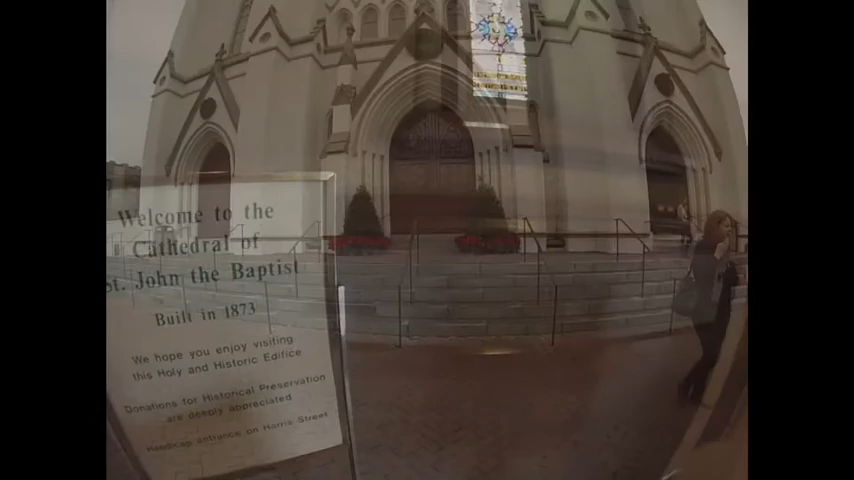 Welcome to the
Cathedral of
St. John the Baptist
Built in 1873
We hope you enjoy visiting
this Holy and Historic Edifice
Donations for Historical Preservation
are deeply appreciated
Handicap entrance on Harris Street